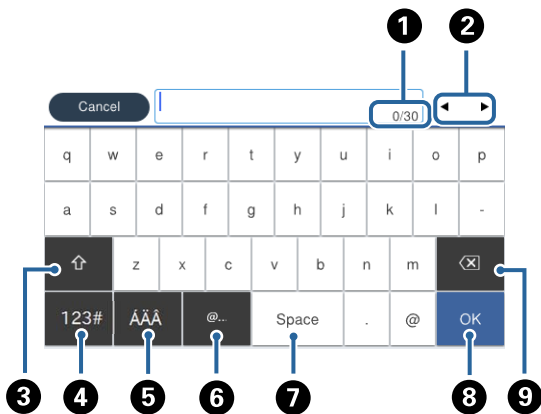 1 2
Cancel 0/30
q w e r t y u i o p
a s d f g h j k l -
z x c v b n m
123# ÁÄÂ @... Space . @ OK
3 4 5 6 7 8 9